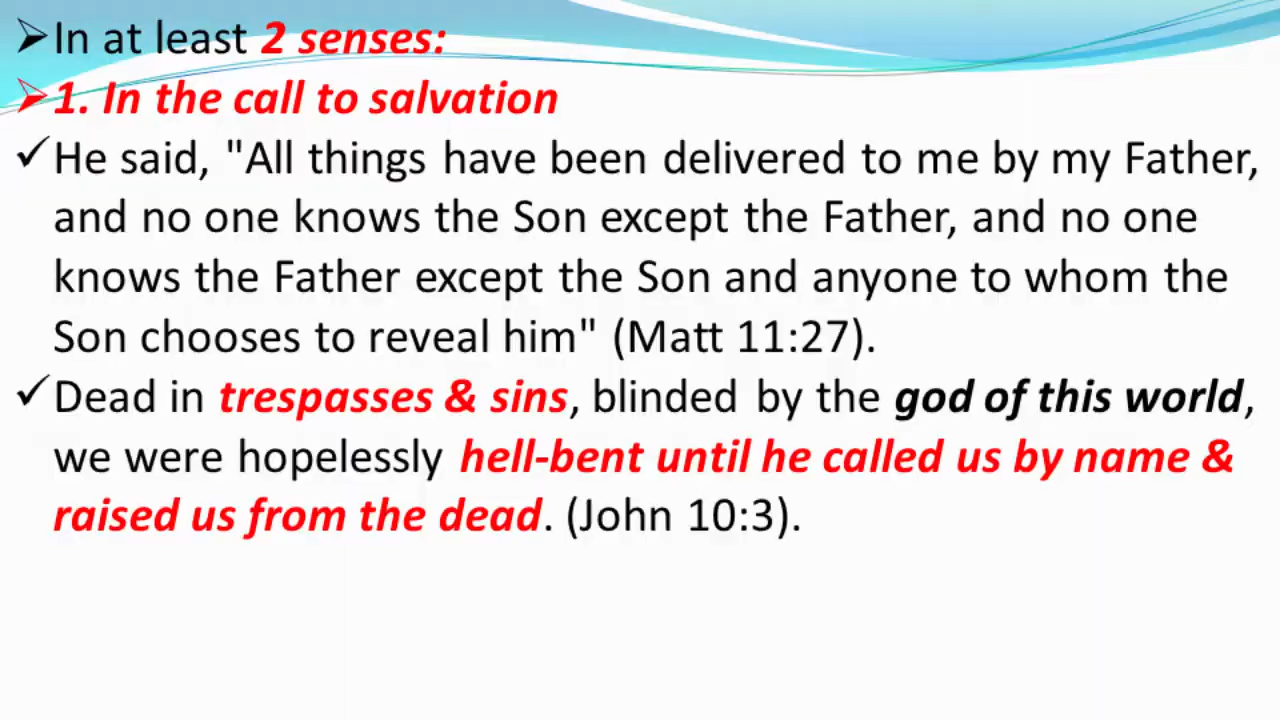 ➢In at least 2 senses:
➢1. In the call to salvation
✓He said, "All things have been delivered to me by my Father,
and no one knows the Son except the Father, and no one
knows the Father except the Son and anyone to whom the
Son chooses to reveal him" (Matt 11:27).
✓Dead in trespasses & sins, blinded by the god of this world,
we were hopelessly hell-bent until he called us by name &
raised us from the dead. (John 10:3).